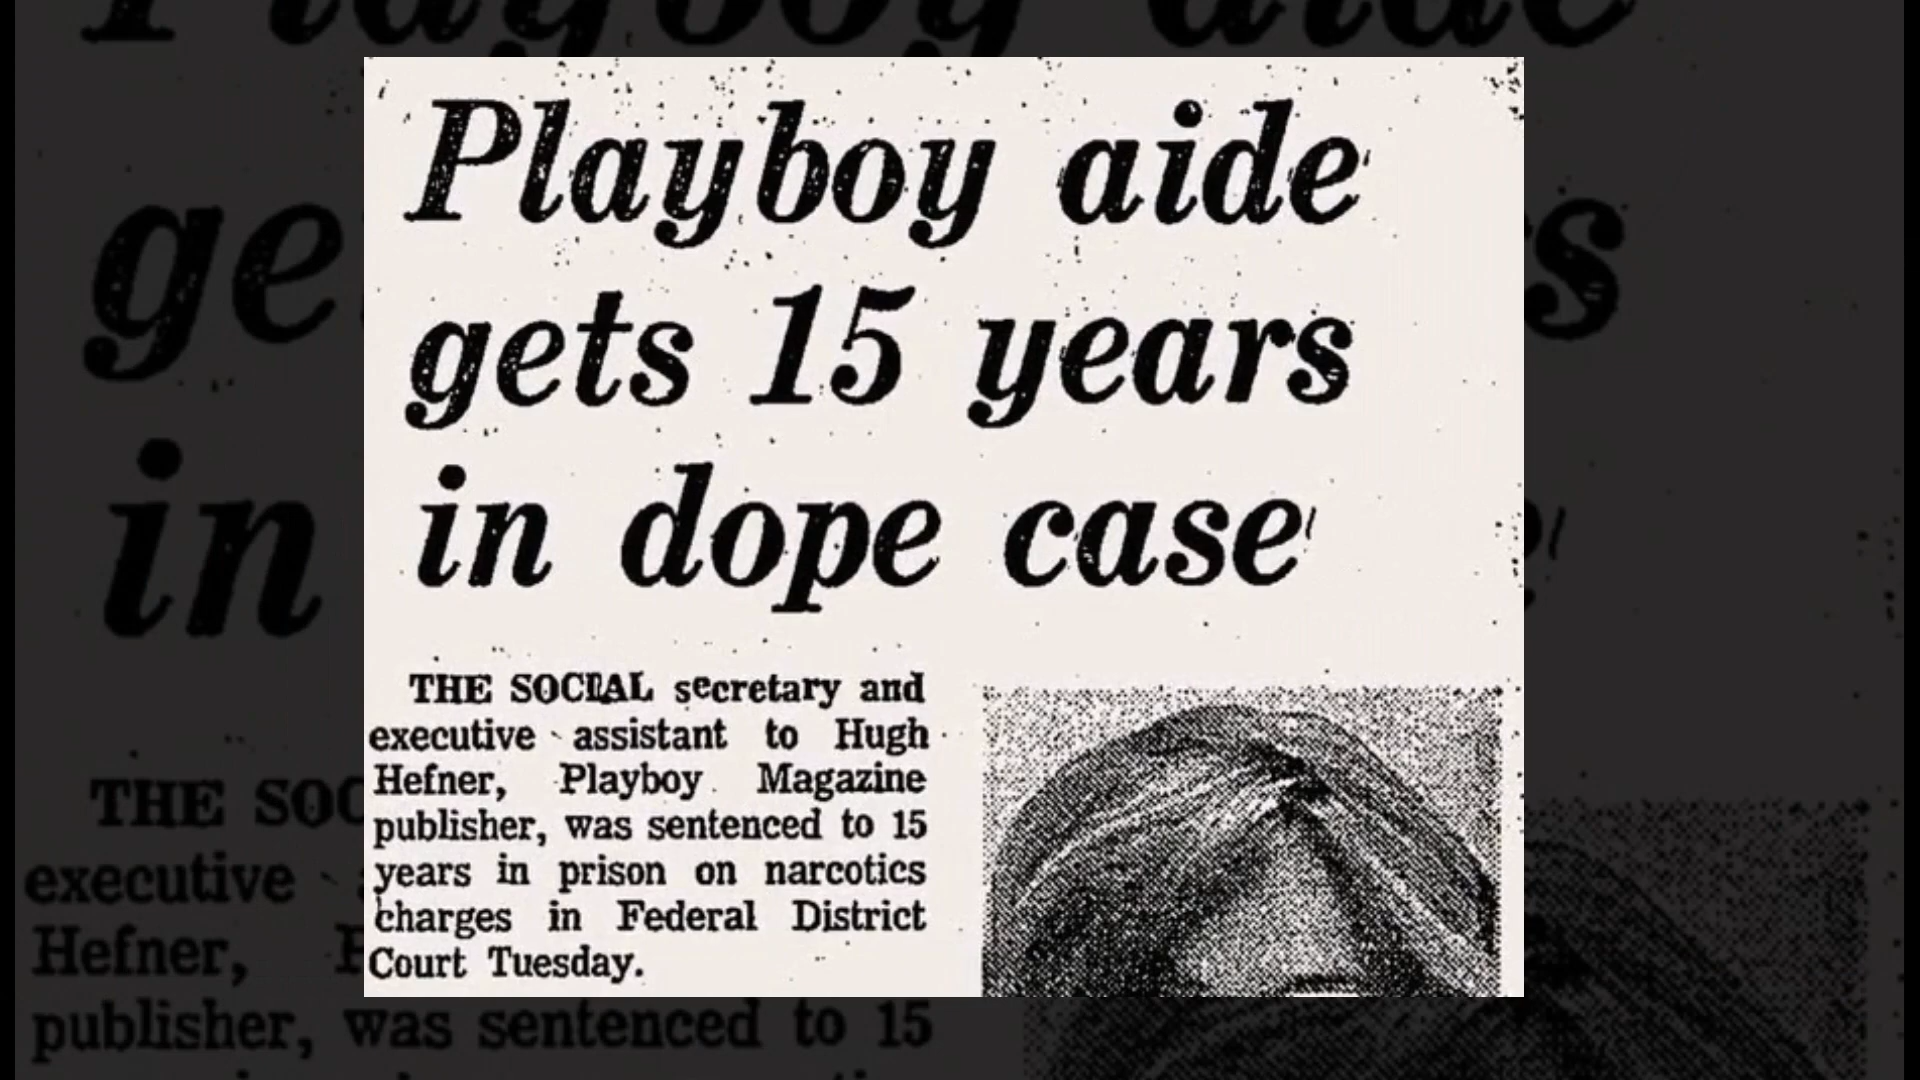 Playboy aide
gets 15 years
in dope case
THE SOCIAL secretary and
executive assistant to Hugh
Hefner, Playboy Magazine
publisher, was sentenced to 15
years in prison on narcotics
charges in Federal District
Court Tuesday.